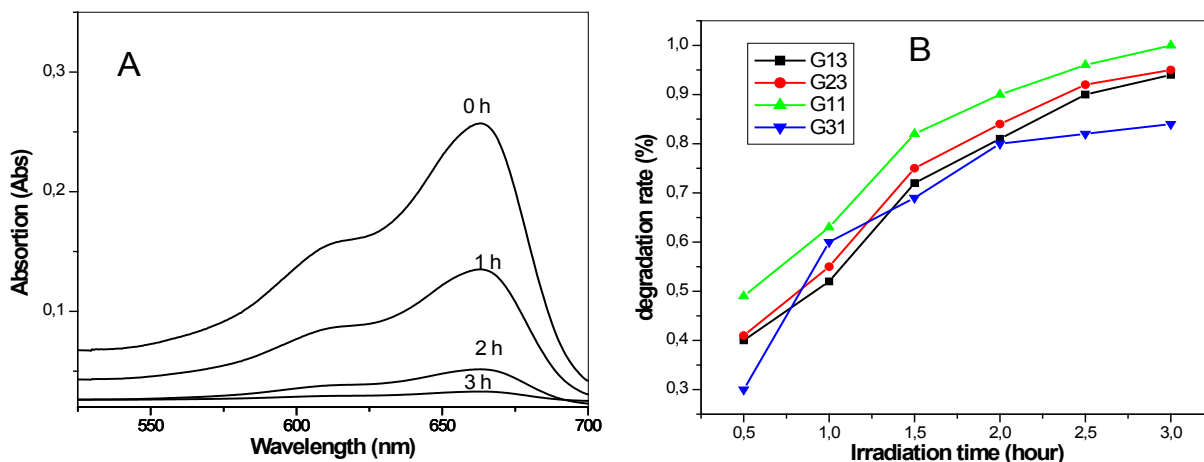 A
0,3
0,2
0,1
Absortion (Abs)
0 h
1 h
2 h
3 h
550 600 650 700
Wavelength (nm)
B
G13
G23
G11
G31
1,0
0,9
0,8
0,7
0,6
0,5
0,4
0,3
degradation rate (%)
0,5 1,0 1,5 2,0 2,5 3,0
Irradiation time (hour)